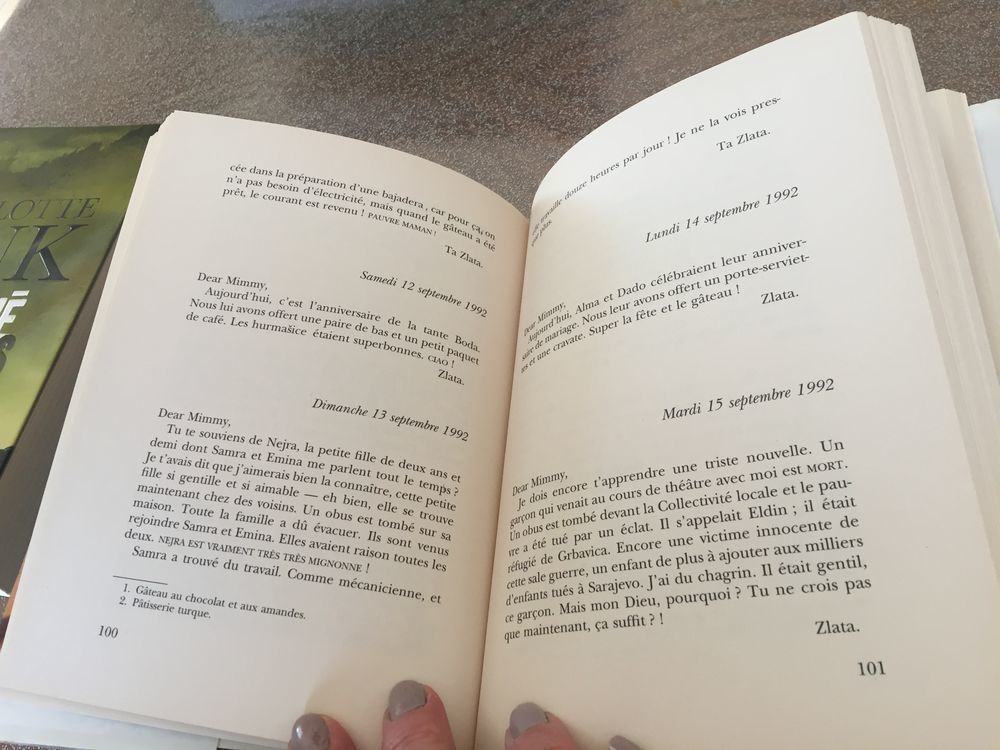 LOTTE
cée dans la préparation d'une bajadera, car pour ça, on
n'a pas besoin d'électricité, mais quand le gâteau a été
prêt, le courant est revenu ! PAUVRE MAMAN !
Ta Zlata.
Samedi 12 septembre 1992
Dear Mimmy,
Aujourd'hui, c'est l'anniversaire de la tante Boda.
Nous lui avons offert une paire de bas et un petit paquet
de café. Les hurmašice étaient superbonnes. CIAO !
Zlata.
Dimanche 13 septembre 1992
Dear Mimmy,
Tu te souviens de Nejra, la petite fille de deux ans et
demi dont Samra et Emina me parlent tout le temps ?
Je t'avais dit que j'aimerais bien la connaître, cette petite
fille si gentille et si aimable — eh bien, elle se trouve
maintenant chez des voisins. Un obus est tombé sur sa
maison. Toute la famille a dû évacuer. Ils sont venus
rejoindre Samra et Emina. Elles avaient raison toutes les
deux. NEJRA EST VRAIMENT TRÈS TRÈS MIGNONNE !
Samra a trouvé du travail. Comme mécanicienne, et
1. Gâteau au chocolat et aux amandes.
2. Pâtisserie turque.
100
travaille douze heures par jour ! Je ne la vois pres-
que plus.
Ta Zlata.
Lundi 14 septembre 1992
Dear Mimmy,
Aujourd'hui, Alma et Dado célébraient leur anniver-
saire de mariage. Nous leur avons offert un porte-serviet-
tes et une cravate. Super la fête et le gâteau !
Zlata.
Mardi 15 septembre 1992
Dear Mimmy,
Je dois encore t'apprendre une triste nouvelle. Un
garçon qui venait au cours de théâtre avec moi est MORT.
Un obus est tombé devant la Collectivité locale et le pau-
vre a été tué par un éclat. Il s'appelait Eldin ; il était
réfugié de Grbavica. Encore une victime innocente de
cette sale guerre, un enfant de plus à ajouter aux milliers
d'enfants tués à Sarajevo. J'ai du chagrin. Il était gentil,
ce garçon. Mais mon Dieu, pourquoi ? Tu ne crois pas
que maintenant, ça suffit ? !
Zlata.
101